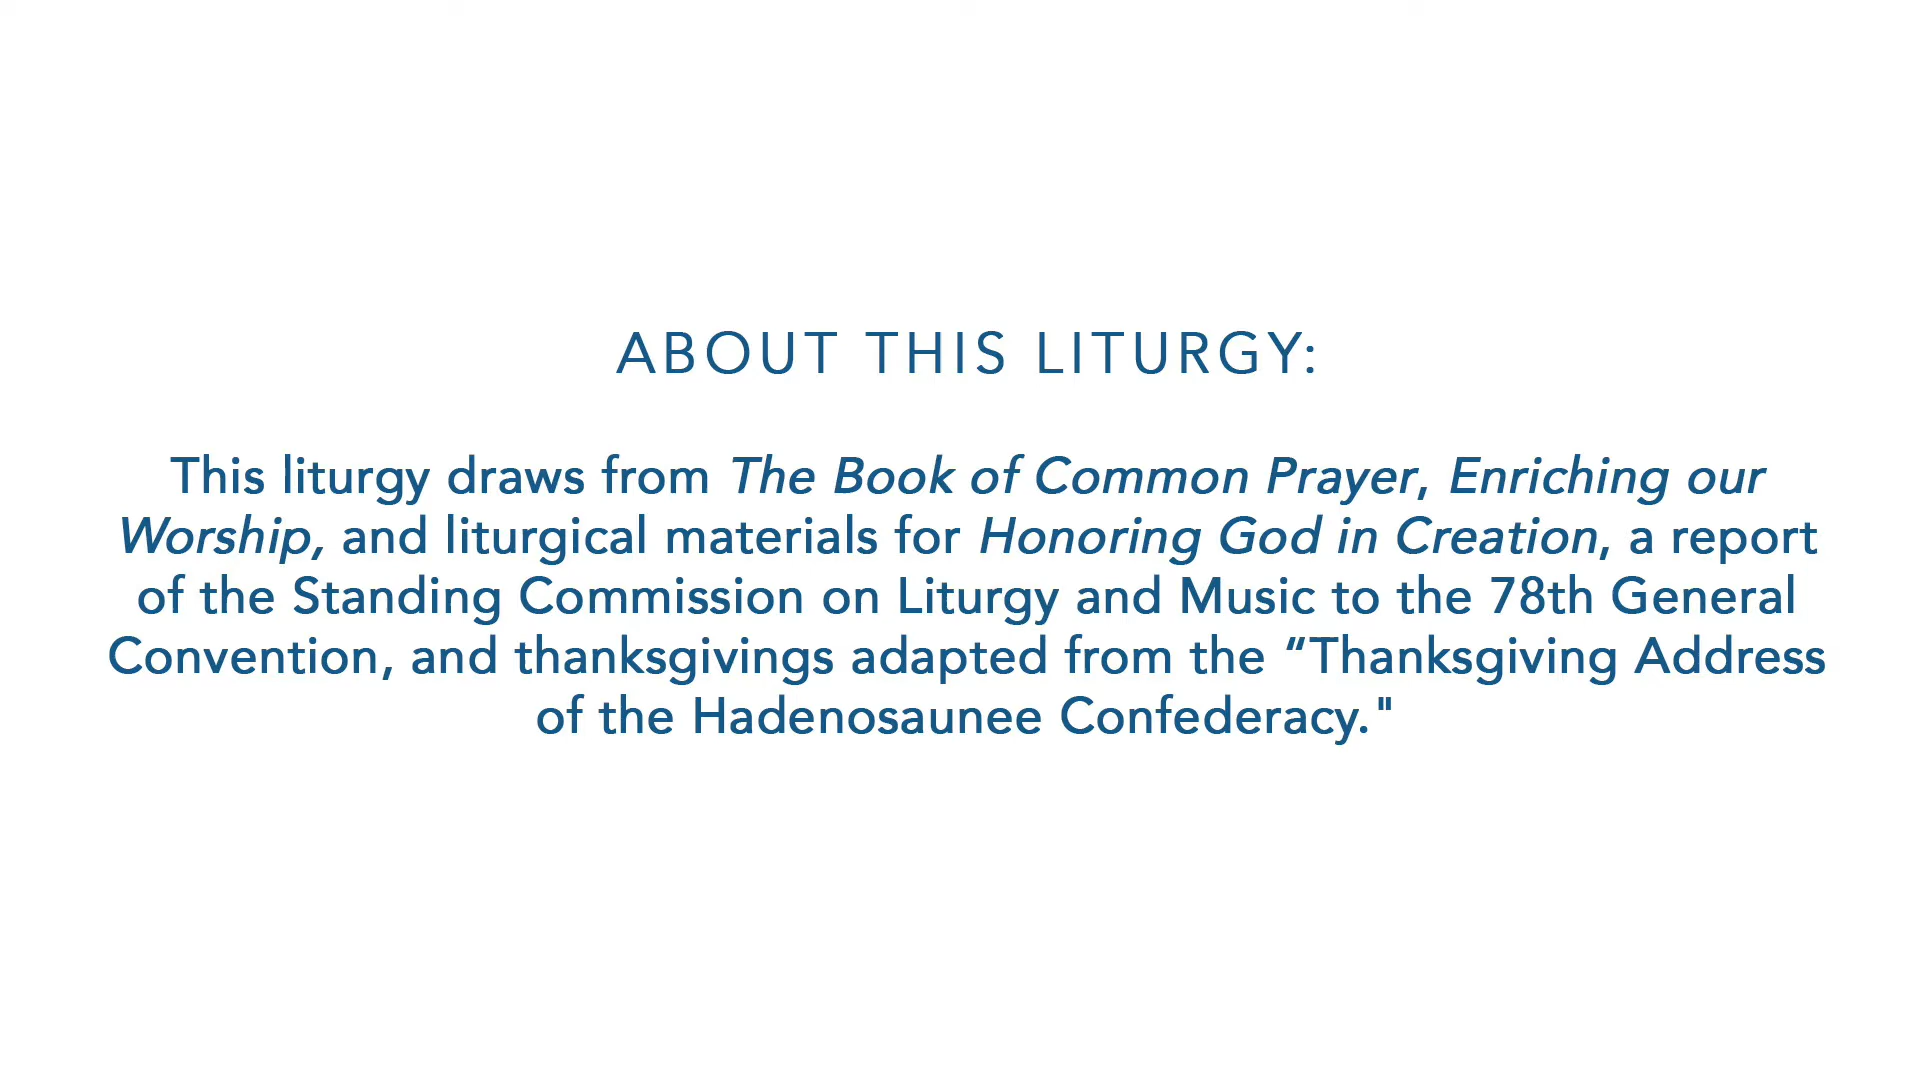 ABOUT THIS LITURGY:
This liturgy draws from The Book of Common Prayer, Enriching our
Worship, and liturgical materials for Honoring God in Creation, a report
of the Standing Commission on Liturgy and Music to the 78th General
Convention, and thanksgivings adapted from the “Thanksgiving Address
of the Hadenosaunee Confederacy."